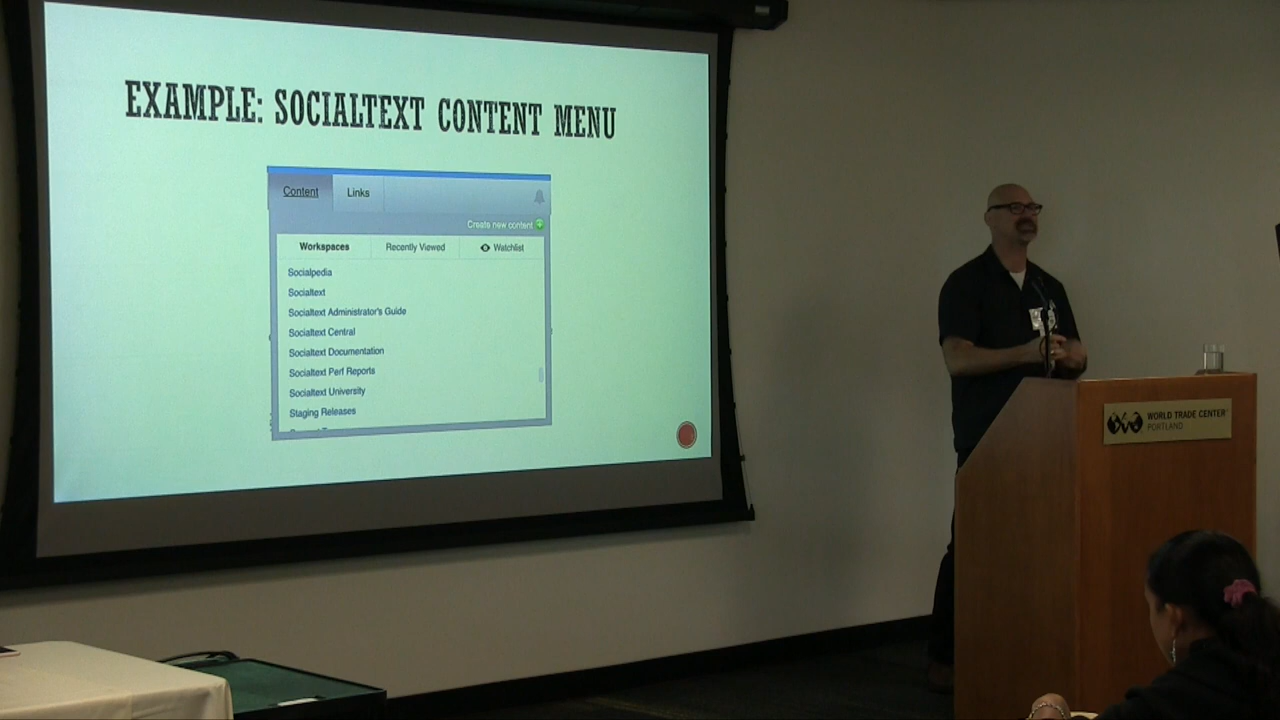 EXAMPLE: SOCIALTEXT CONTENT MENU
Content Links
Create new content
Workspaces Recently Viewed Watchlist
Socialpedia
Socialtext
Socialtext Administrator's Guide
Socialtext Central
Socialtext Documentation
Socialtext Perf Reports
Socialtext University
Staging Releases
WORLD TRADE CENTER
PORTLAND